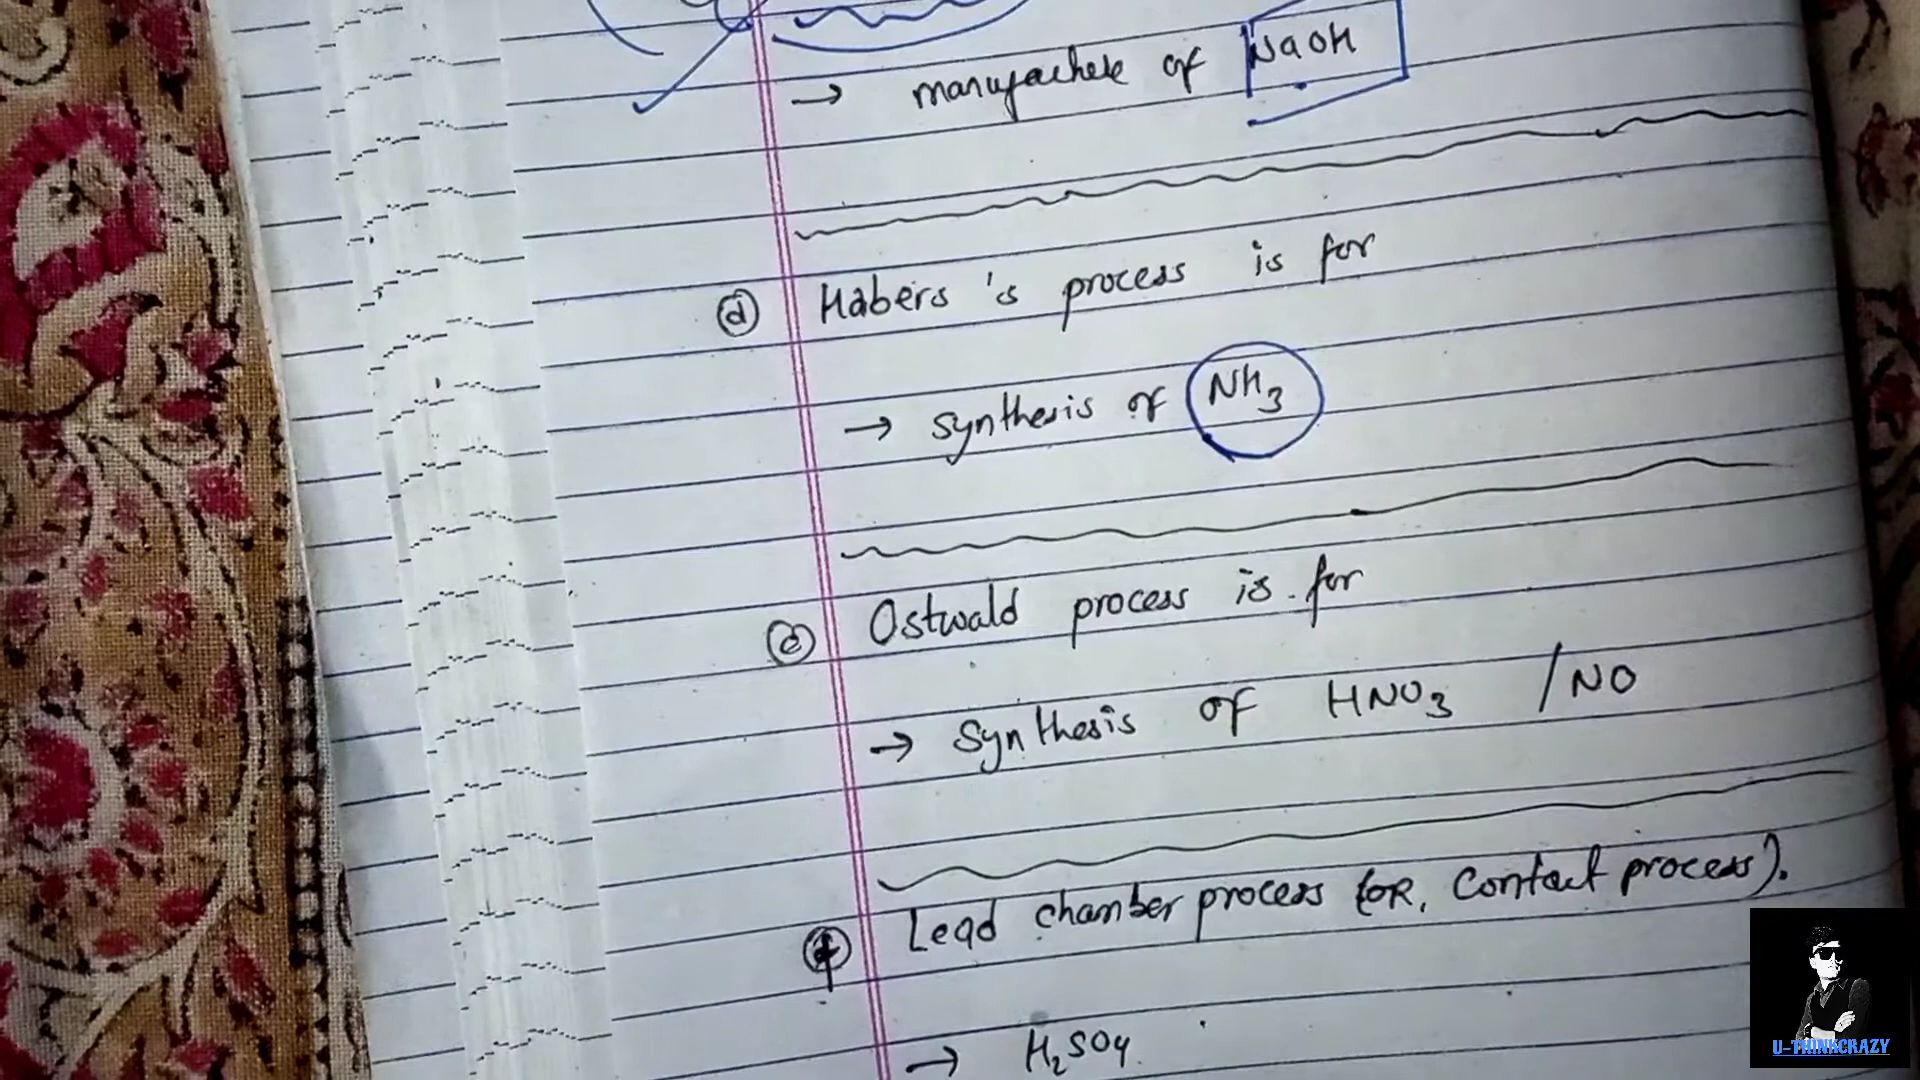 → manufacture of NaOH
(d) Habers's process is for
→ synthesis of NH3
(e) Ostwald process is for
→ synthesis of HNO3 /NO
(f) Lead chamber process (OR, Contact process).
→ H2SO4.
U-THINKCRAZY